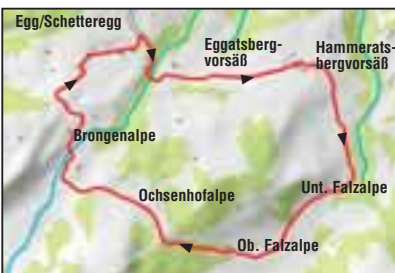 Egg/Schetteregg
Eggatsberg-
vorsäß
Hammerats-
bergvorsäß
Brongenalpe
Ochsenhofalpe
Unt. Falzalpe
Ob. Falzalpe